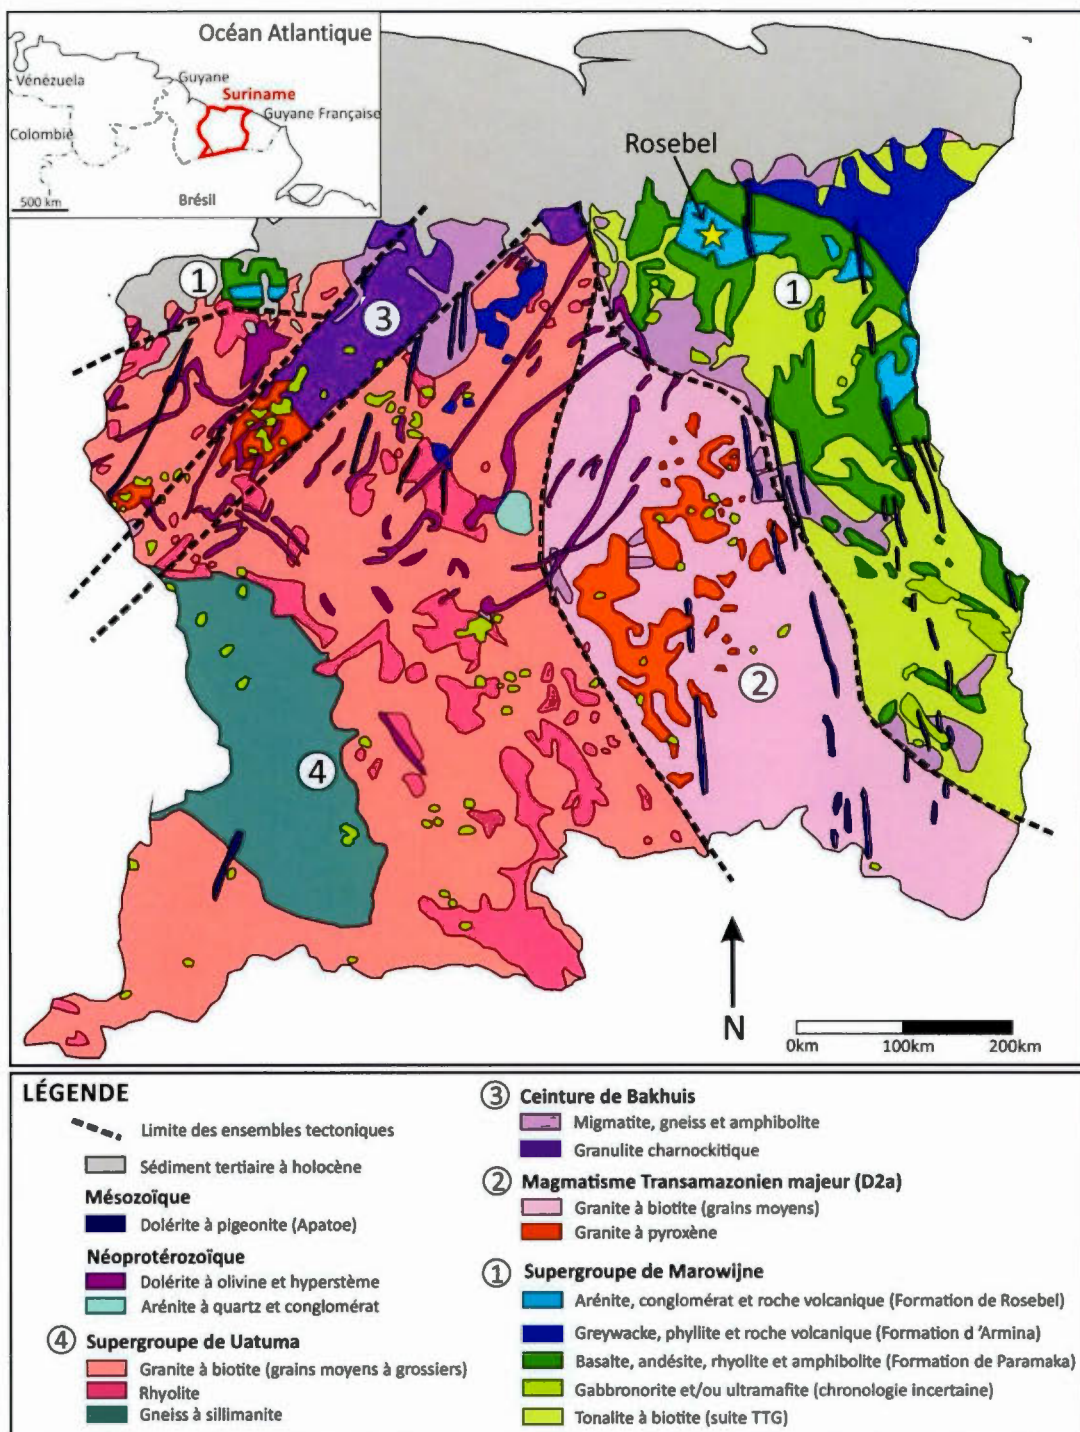 Océan Atlantique
Vénézuela
Guyane
Suriname
Guyane Française
Colombie
Brésil
500 km
Rosebel
1
1
3
2
4
N
0km 100km 200km
LÉGENDE
Limite des ensembles tectoniques
Sédiment tertiaire à holocène
Mésozoïque
Dolérite à pigeonite (Apatoe)
Néoprotérozoïque
Dolérite à olivine et hyperstème
Arénite à quartz et conglomérat
4 Supergroupe de Uatuma
Granite à biotite (grains moyens à grossiers)
Rhyolite
Gneiss à sillimanite
3 Ceinture de Bakhuis
Migmatite, gneiss et amphibolite
Granulite charnockitique
2 Magmatisme Transamazonien majeur (D2a)
Granite à biotite (grains moyens)
Granite à pyroxène
1 Supergroupe de Marowijne
Arénite, conglomérat et roche volcanique (Formation de Rosebel)
Greywacke, phyllite et roche volcanique (Formation d 'Armina)
Basalte, andésite, rhyolite et amphibolite (Formation de Paramaka)
Gabbronorite et/ou ultramafite (chronologie incertaine)
Tonalite à biotite (suite TTG)